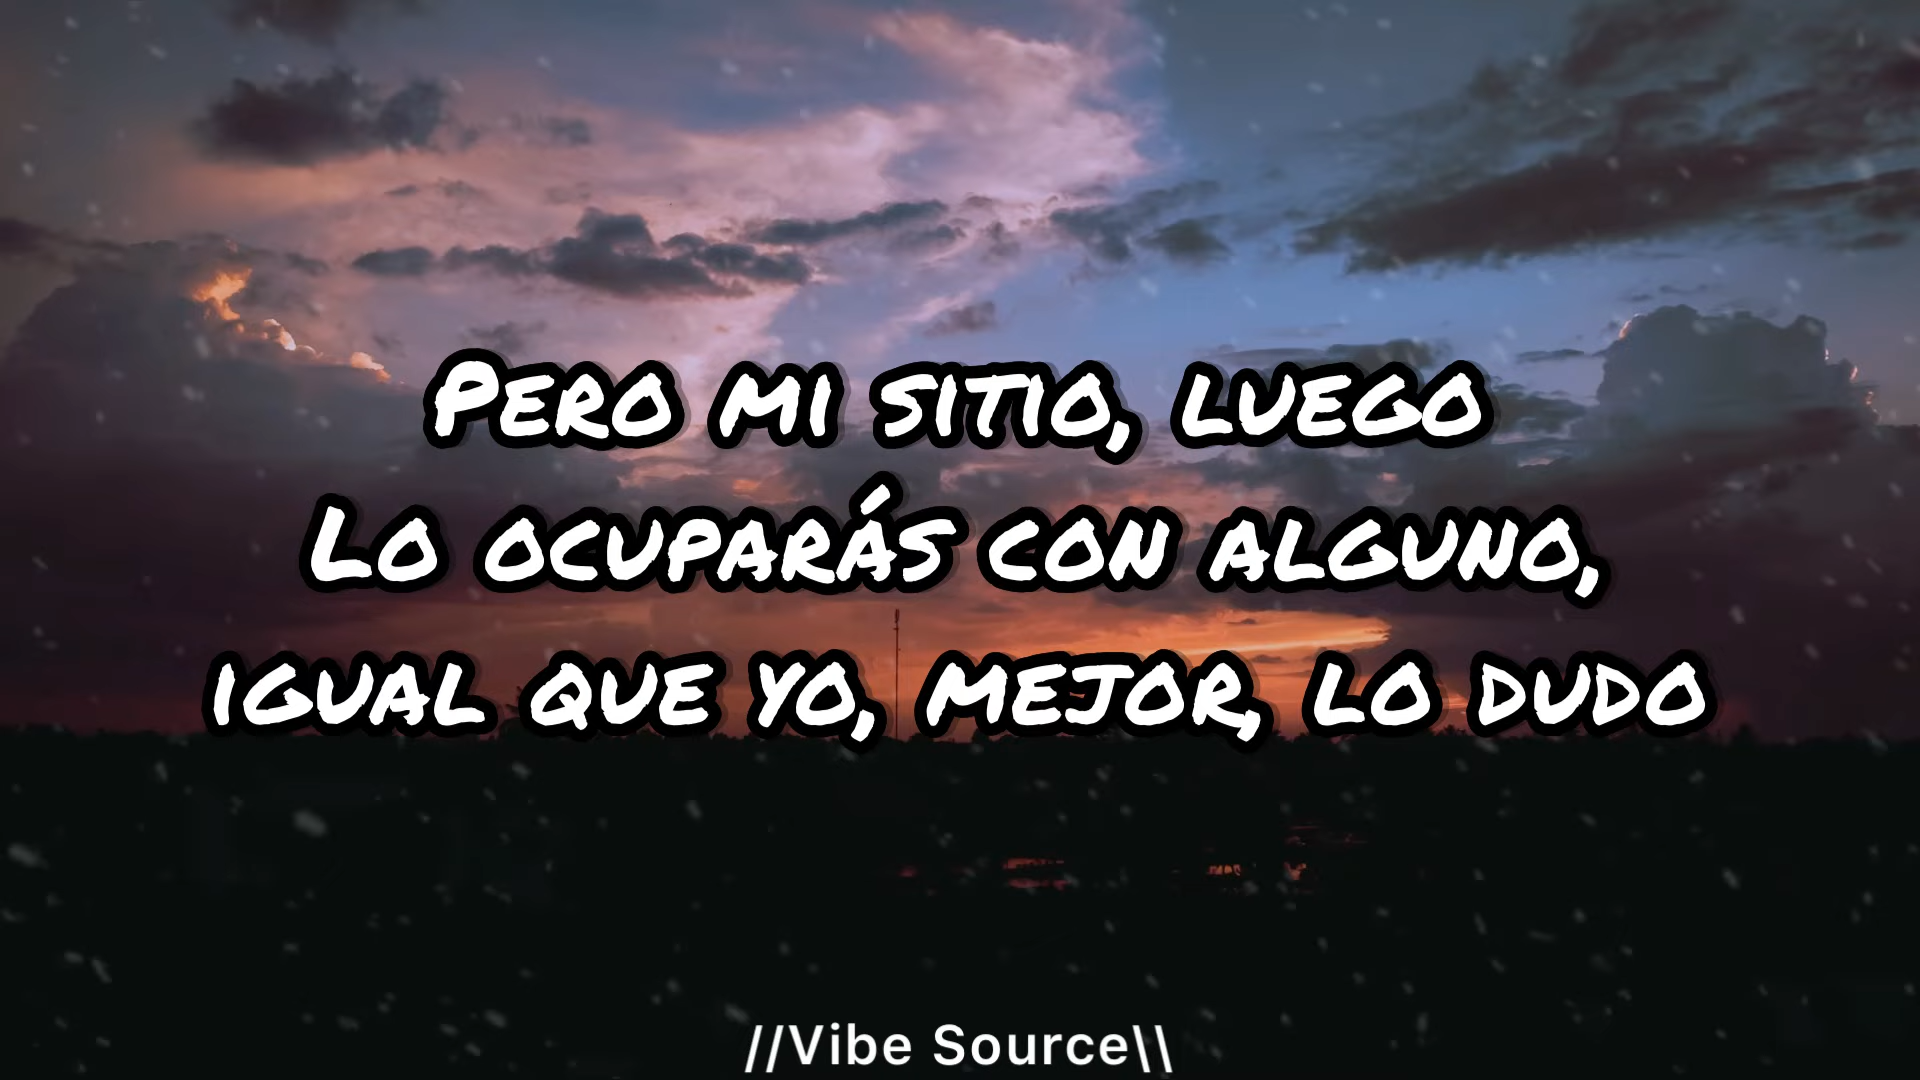 Pero mi sitio, luego
Lo ocuparás con alguno,
igual que yo, mejor, lo dudo
//Vibe Source\\